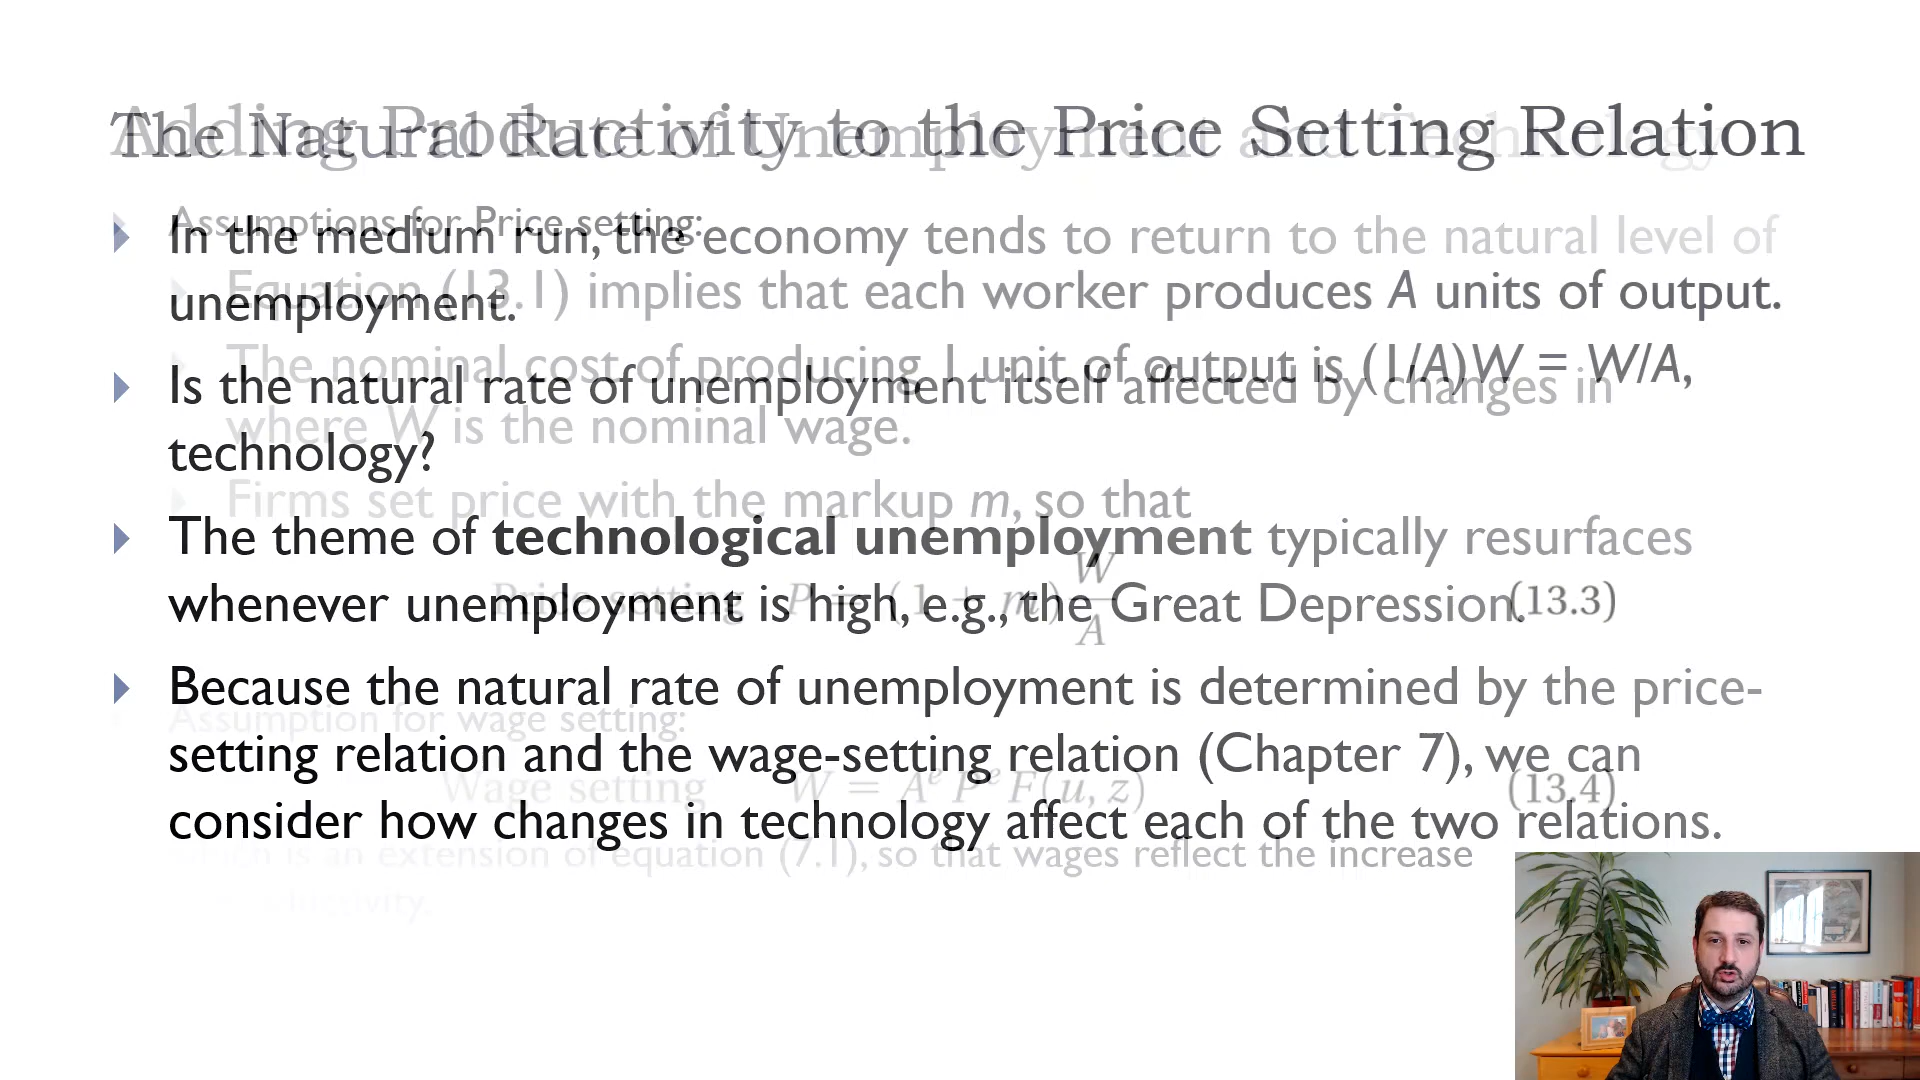 The Natural Rate of Unemployment and Technology
In the medium run, the economy tends to return to the natural level of
unemployment.
Is the natural rate of unemployment itself affected by changes in
technology?
The theme of technological unemployment typically resurfaces
whenever unemployment is high, e.g., the Great Depression.
Because the natural rate of unemployment is determined by the price-
setting relation and the wage-setting relation (Chapter 7), we can
consider how changes in technology affect each of the two relations.
Adding Productivity to the Price Setting Relation
Assumptions for Price setting:
Equation (13.1) implies that each worker produces A units of output.
The nominal cost of producing 1 unit of output is (1/A)W = W/A,
where W is the nominal wage.
Firms set price with the markup m, so that
Price setting P = (1 + m) W/A (13.3)
Assumption for wage setting:
Wage setting W = A^e P^e F(u, z) (13.4)
which is an extension of equation (7.1), so that wages reflect the increase
productivity.